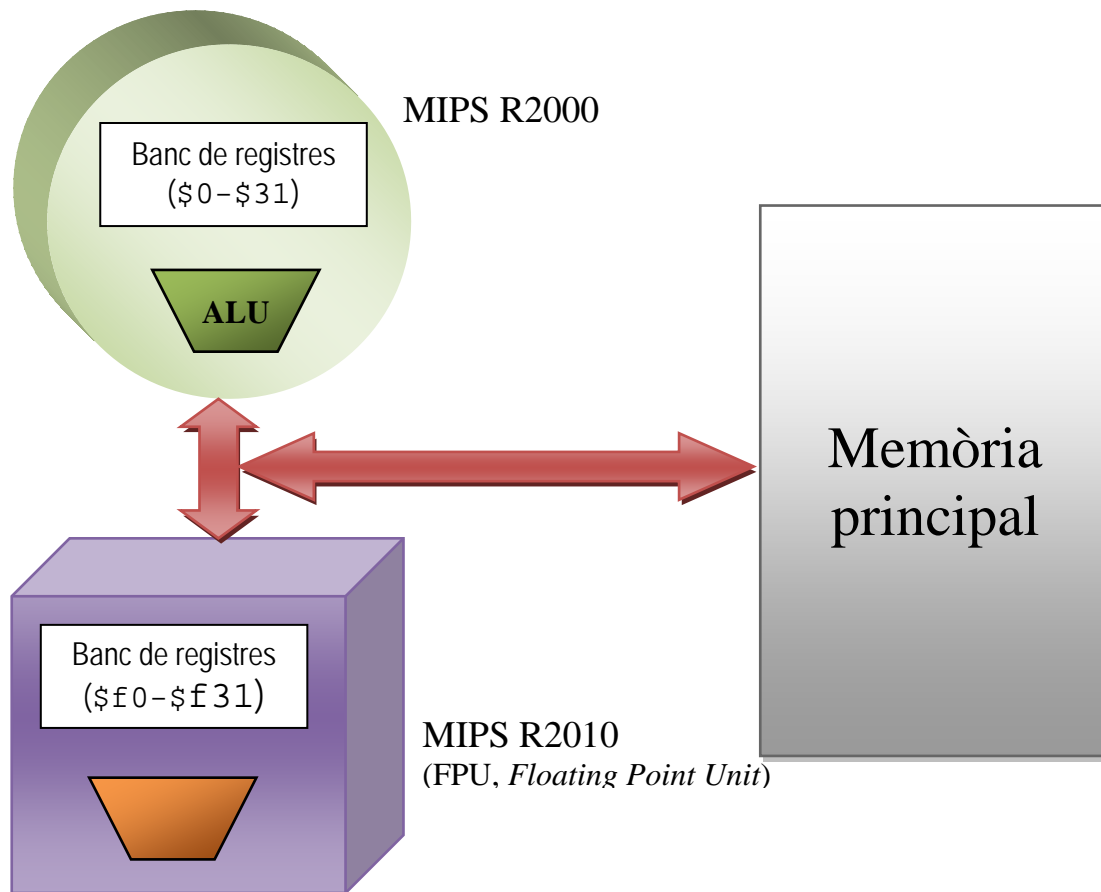 MIPS R2000
Banc de registres
($0-$31)
ALU
Memòria
principal
Banc de registres
($f0-$f31)
MIPS R2010
(FPU, Floating Point Unit)